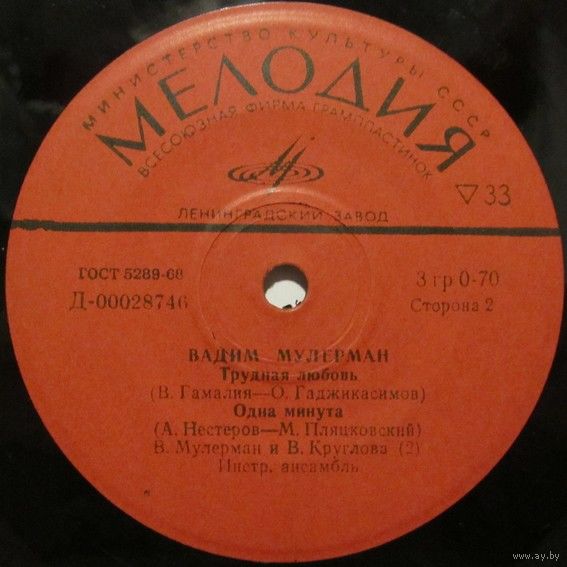 МИНИСТЕРСТВО КУЛЬТУРЫ СССР
МЕЛОДИЯ
ВСЕСОЮЗНАЯ ФИРМА ГРАМПЛАСТИНОК
▽ 33
ЛЕНИНГРАДСКИЙ ЗАВОД
ГОСТ 5289-68
3 гр 0-70
Д-00028746
Сторона 2
ВАДИМ МУЛЕРМАН
Трудная любовь
(В. Гамалия—О. Гаджикасимов)
Одна минута
(А. Нестеров—М. Пляцковский)
В. Мулерман и В. Круглова (2)
Инстр. ансамбль
www.ay.by